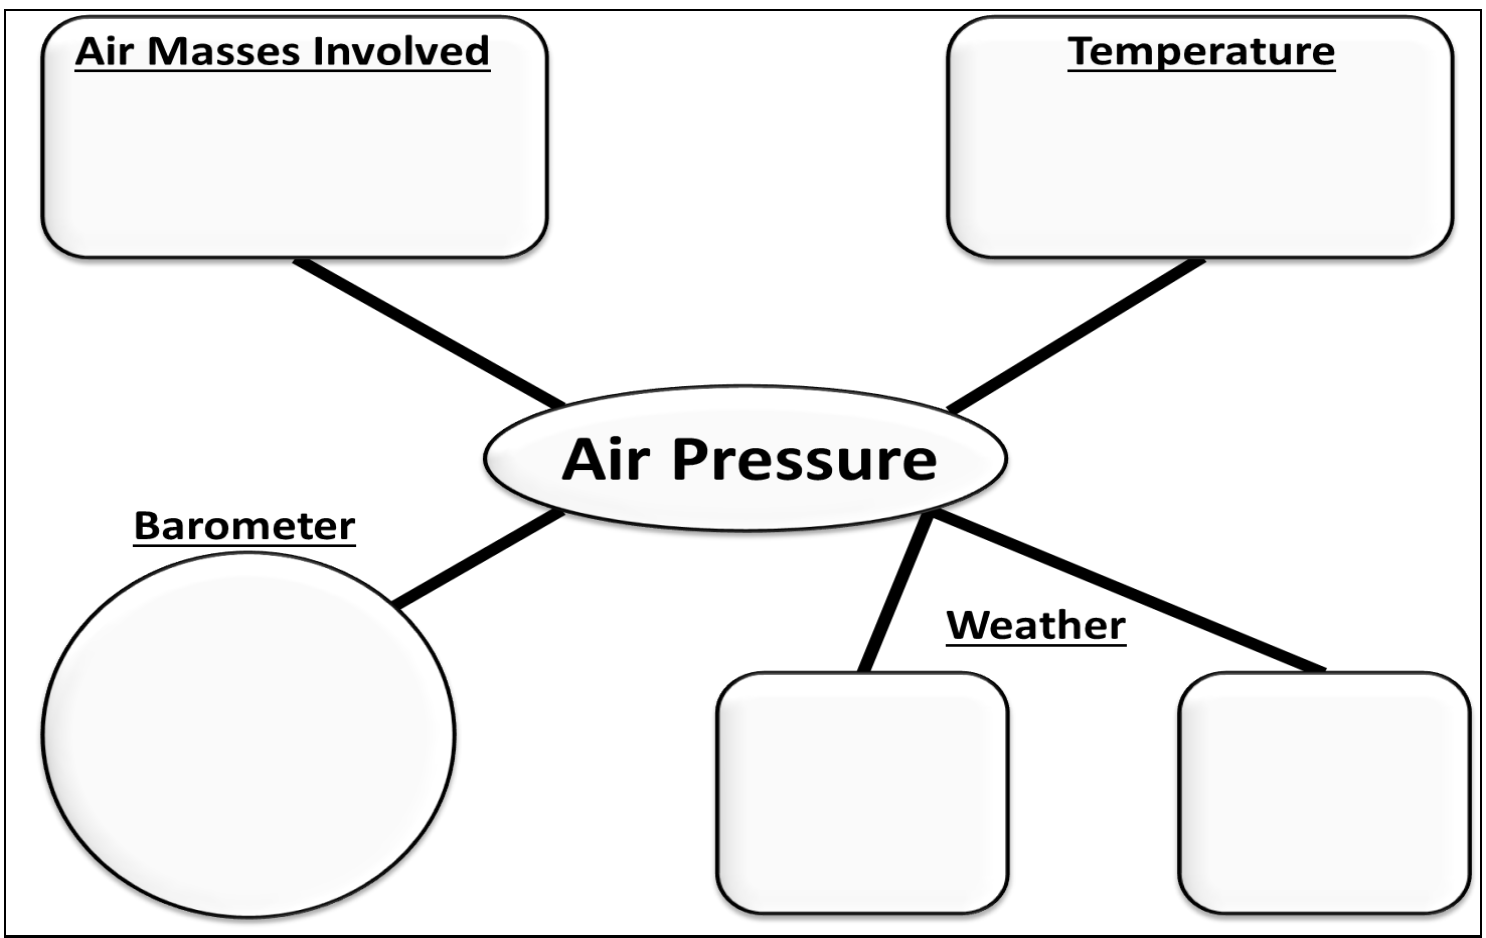 Air Masses Involved
Temperature
Air Pressure
Barometer
Weather